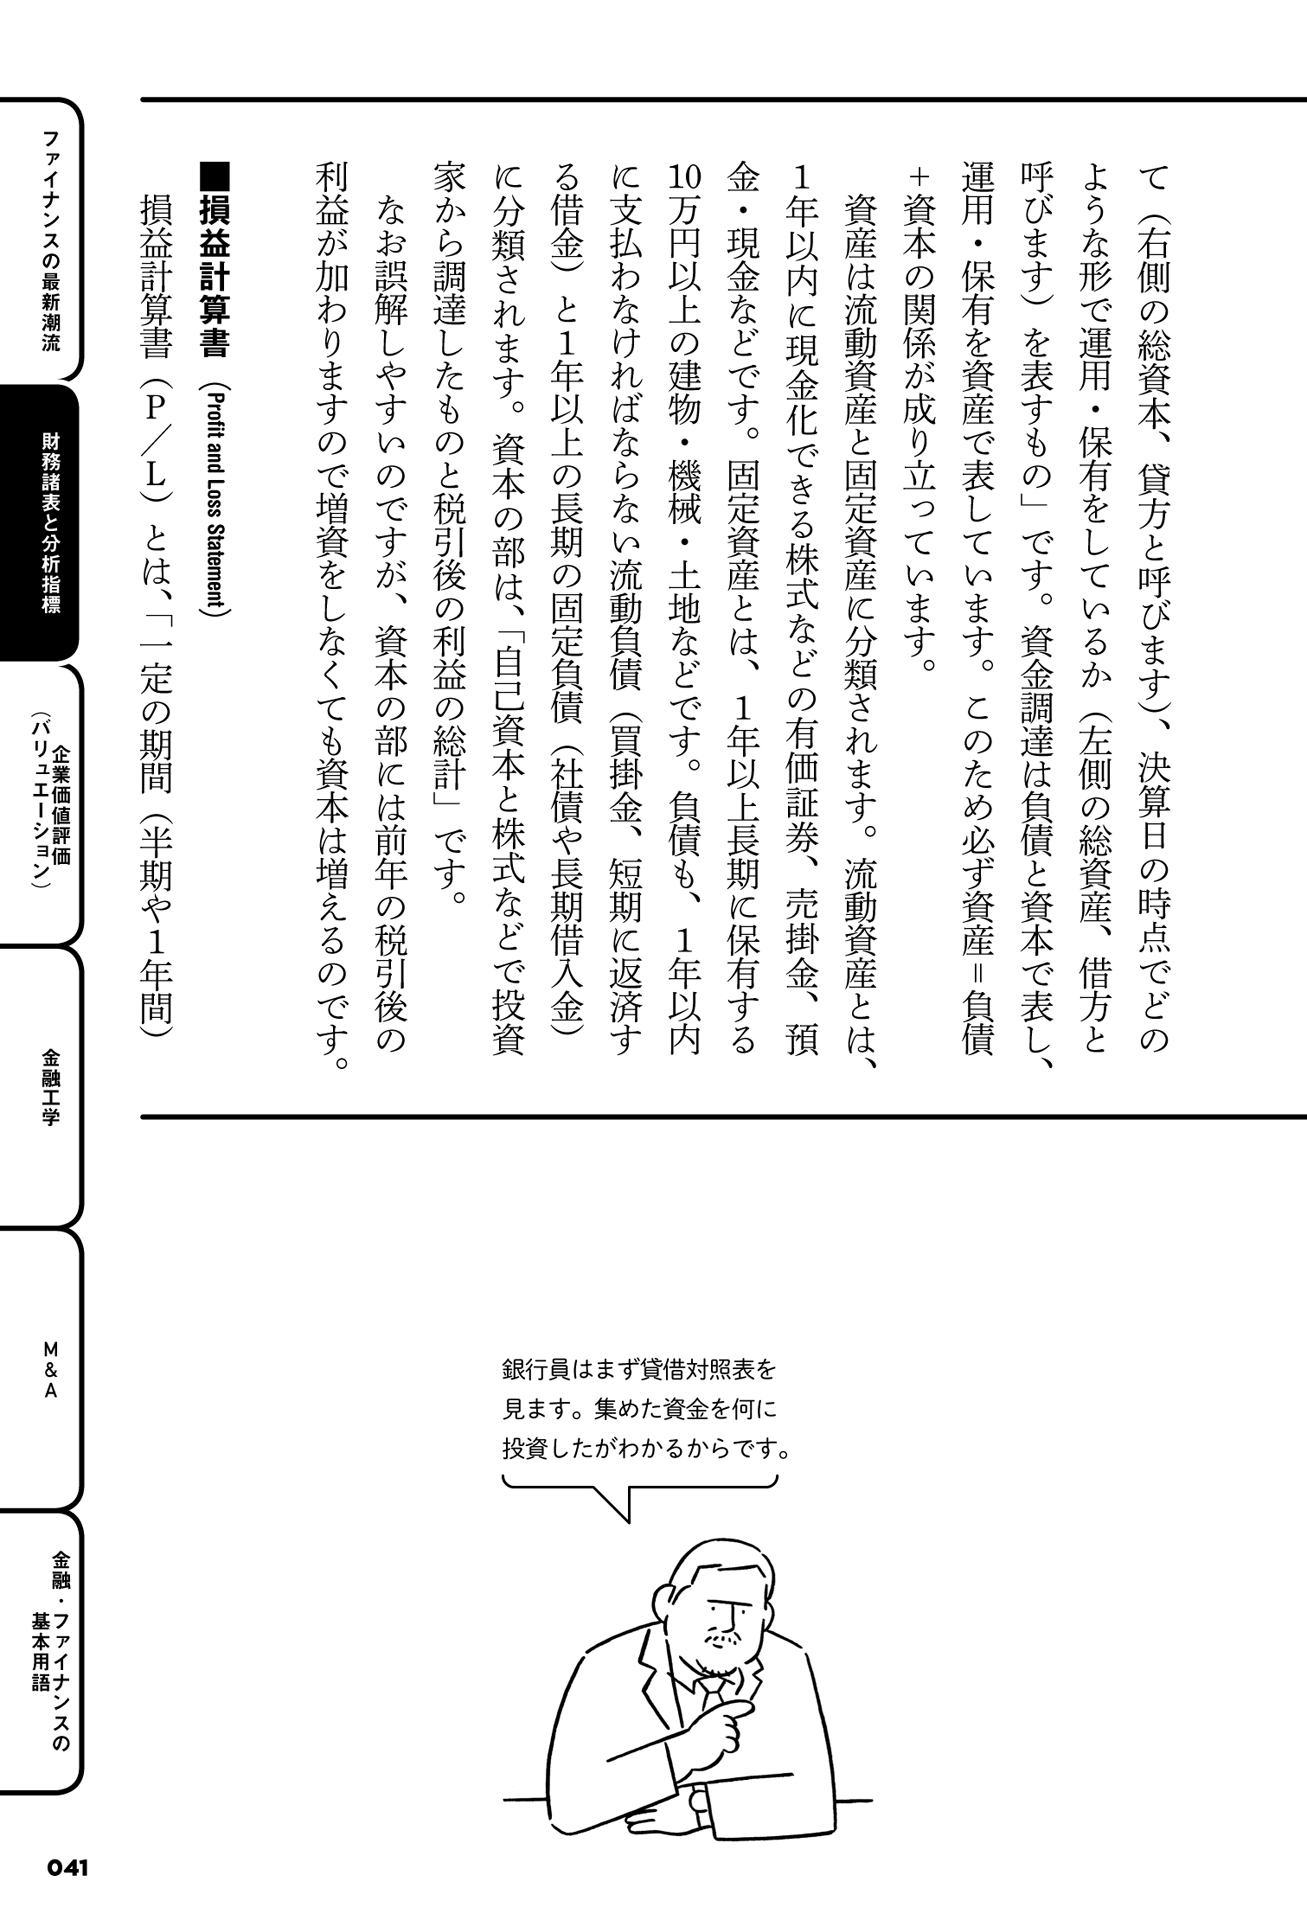 て（右側の総資本、貸方と呼びます）、決算日の時点でどの
ような形で運用・保有をしているか（左側の総資産、借方と
呼びます）を表すもの」です。資金調達は負債と資本で表し、
運用・保有を資産で表しています。このため必ず資産＝負債
＋資本の関係が成り立っています。
資産は流動資産と固定資産に分類されます。流動資産とは、
1年以内に現金化できる株式などの有価証券、売掛金、預
金・現金などです。固定資産とは、1年以上長期に保有する
10万円以上の建物・機械・土地などです。負債も、1年以内
に支払わなければならない流動負債（買掛金、短期に返済す
る借金）と1年以上の長期の固定負債（社債や長期借入金）
に分類されます。資本の部は、「自己資本と株式などで投資
家から調達したものと税引後の利益の総計」です。
なお誤解しやすいのですが、資本の部には前年の税引後の
利益が加わりますので増資をしなくても資本は増えるのです。
■損益計算書（Profit and Loss Statement）
損益計算書（P／L）とは、「一定の期間（半期や1年間）
銀行員はまず貸借対照表を
見ます。集めた資金を何に
投資したがわかるからです。
ファイナンスの最新潮流
財務諸表と分析指標
企業価値評価
（バリュエーション）
金融工学
M&A
金融・ファイナンスの
基本用語
041